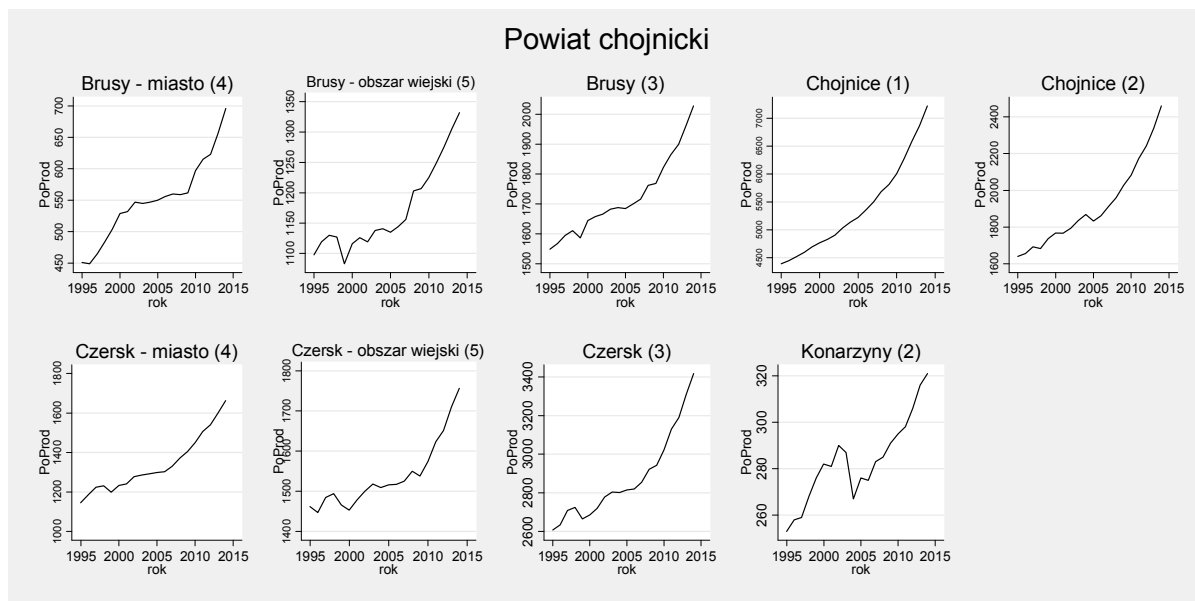 Powiat chojnicki
Brusy - miasto (4)
PoProd
700
650
600
550
500
450
1995 2000 2005 2010 2015
rok
Brusy - obszar wiejski (5)
PoProd
1350
1300
1250
1200
1150
1100
1995 2000 2005 2010 2015
rok
Brusy (3)
PoProd
2000
1900
1800
1700
1600
1500
1995 2000 2005 2010 2015
rok
Chojnice (1)
PoProd
7000
6500
6000
5500
5000
4500
1995 2000 2005 2010 2015
rok
Chojnice (2)
PoProd
2400
2200
2000
1800
1600
1995 2000 2005 2010 2015
rok
Czersk - miasto (4)
PoProd
1800
1600
1400
1200
1000
1995 2000 2005 2010 2015
rok
Czersk - obszar wiejski (5)
PoProd
1800
1700
1600
1500
1400
1995 2000 2005 2010 2015
rok
Czersk (3)
PoProd
3400
3200
3000
2800
2600
1995 2000 2005 2010 2015
rok
Konarzyny (2)
PoProd
320
300
280
260
1995 2000 2005 2010 2015
rok